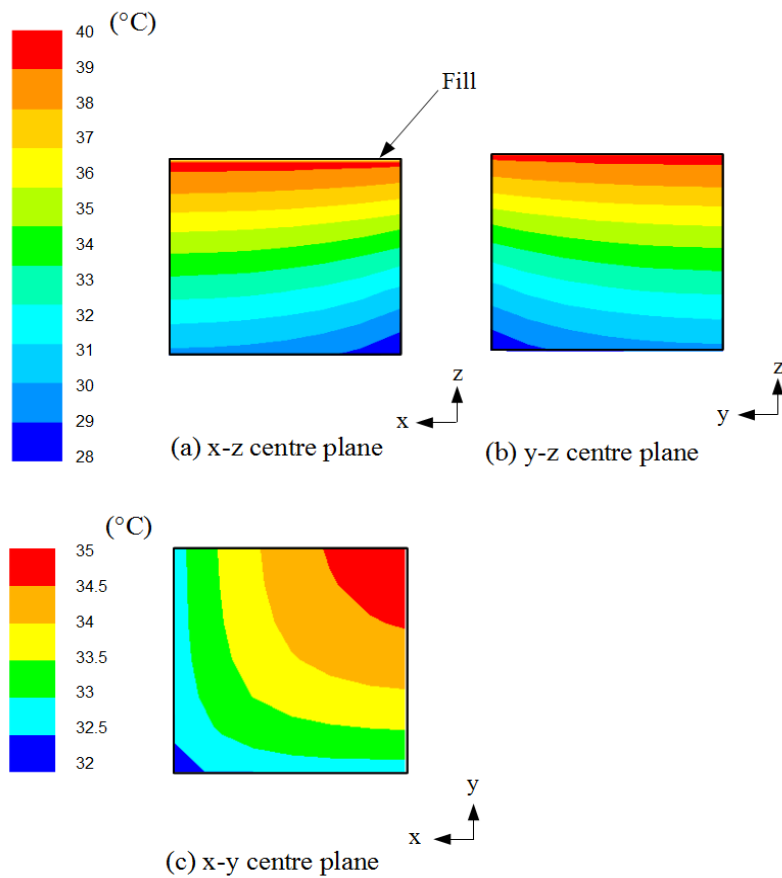 (°C)
40
39
38
37
36
35
34
33
32
31
30
29
28
Fill
z
x
(a) x-z centre plane
z
y
(b) y-z centre plane
(°C)
35
34.5
34
33.5
33
32.5
32
y
x
(c) x-y centre plane